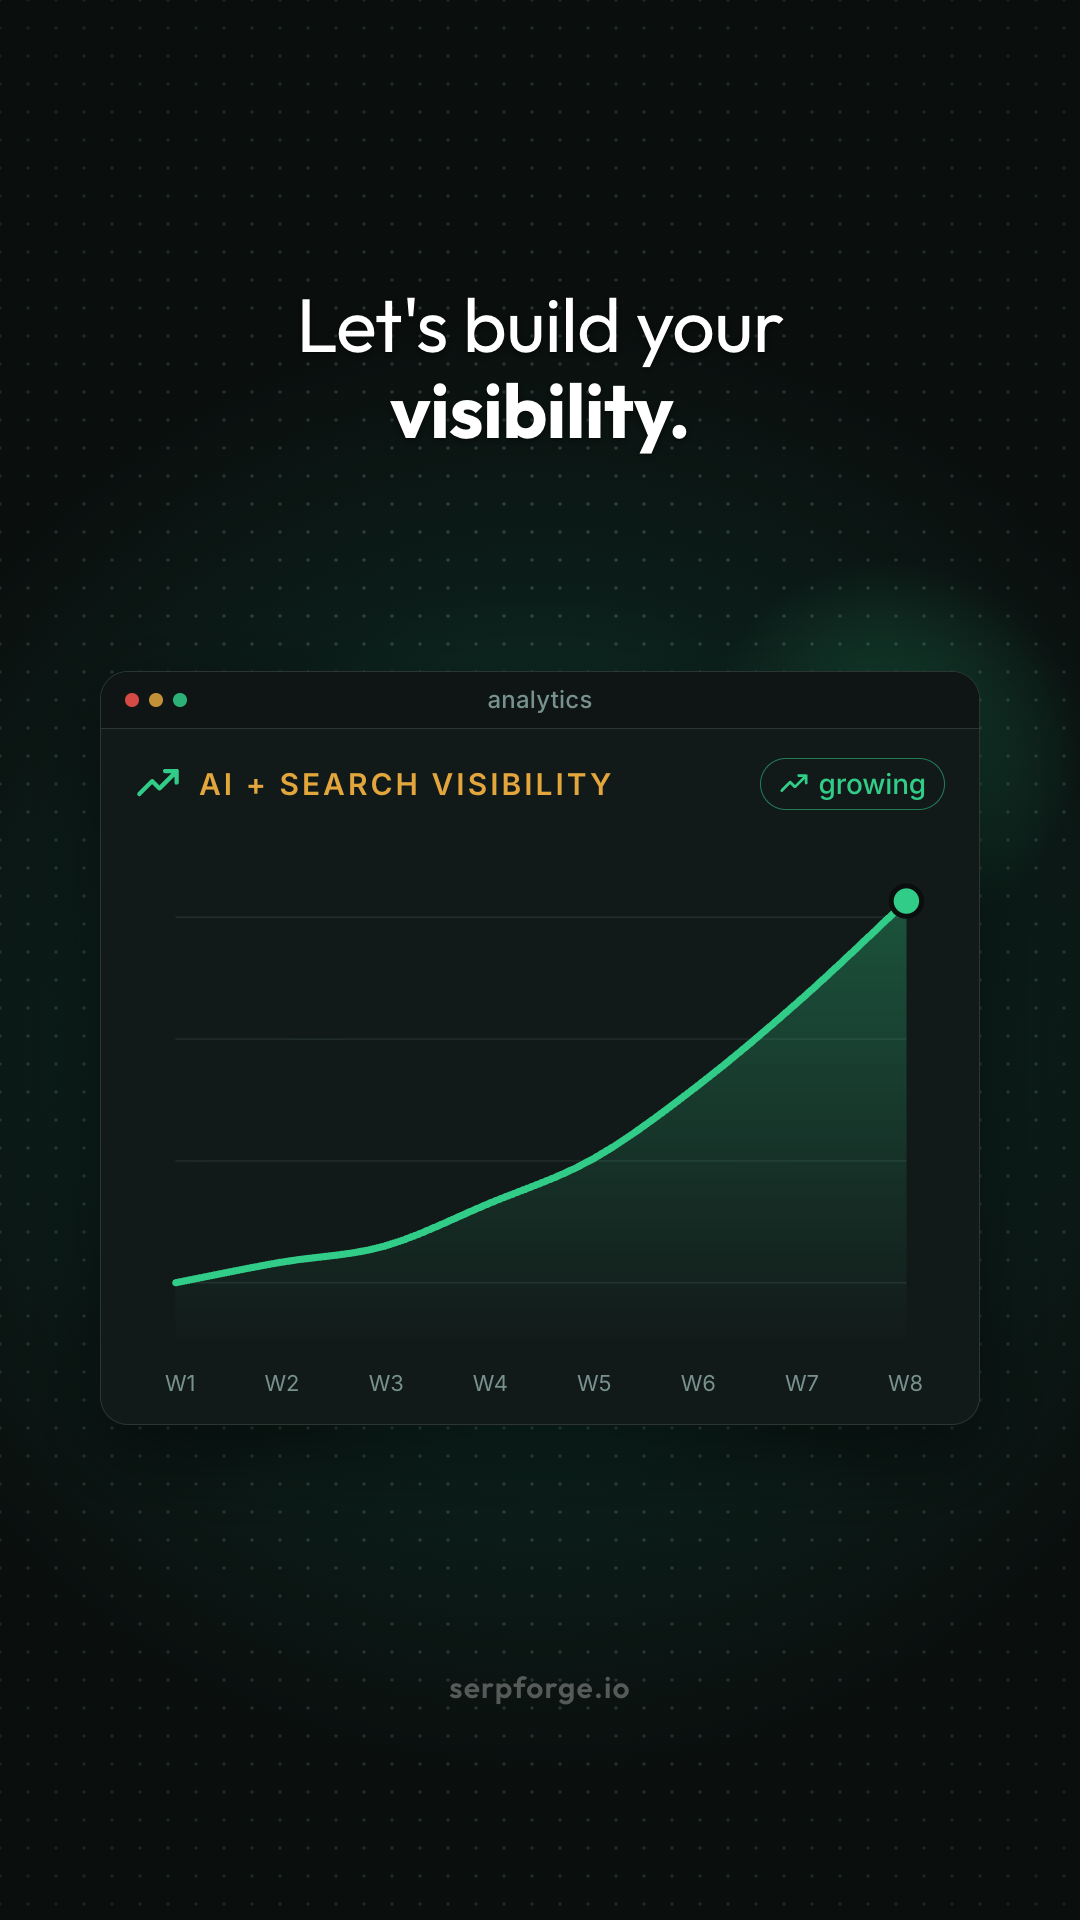 Let's build your
visibility.
analytics
AI + SEARCH VISIBILITY
growing
W1 W2 W3 W4 W5 W6 W7 W8
serpforge.io